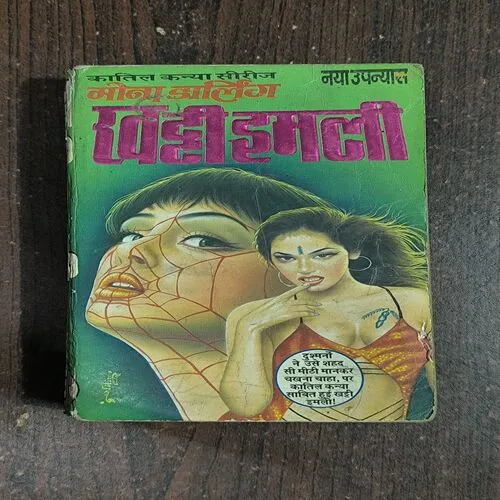 कातिल कन्या सीरीज
नया उपन्यास
मोना डार्लिंग
खट्टी इमली
दुश्मनों
ने उसे शहद
सी मीठी मानकर
चखना चाहा, पर
कातिल कन्या
साबित हुई खट्टी
इमली!